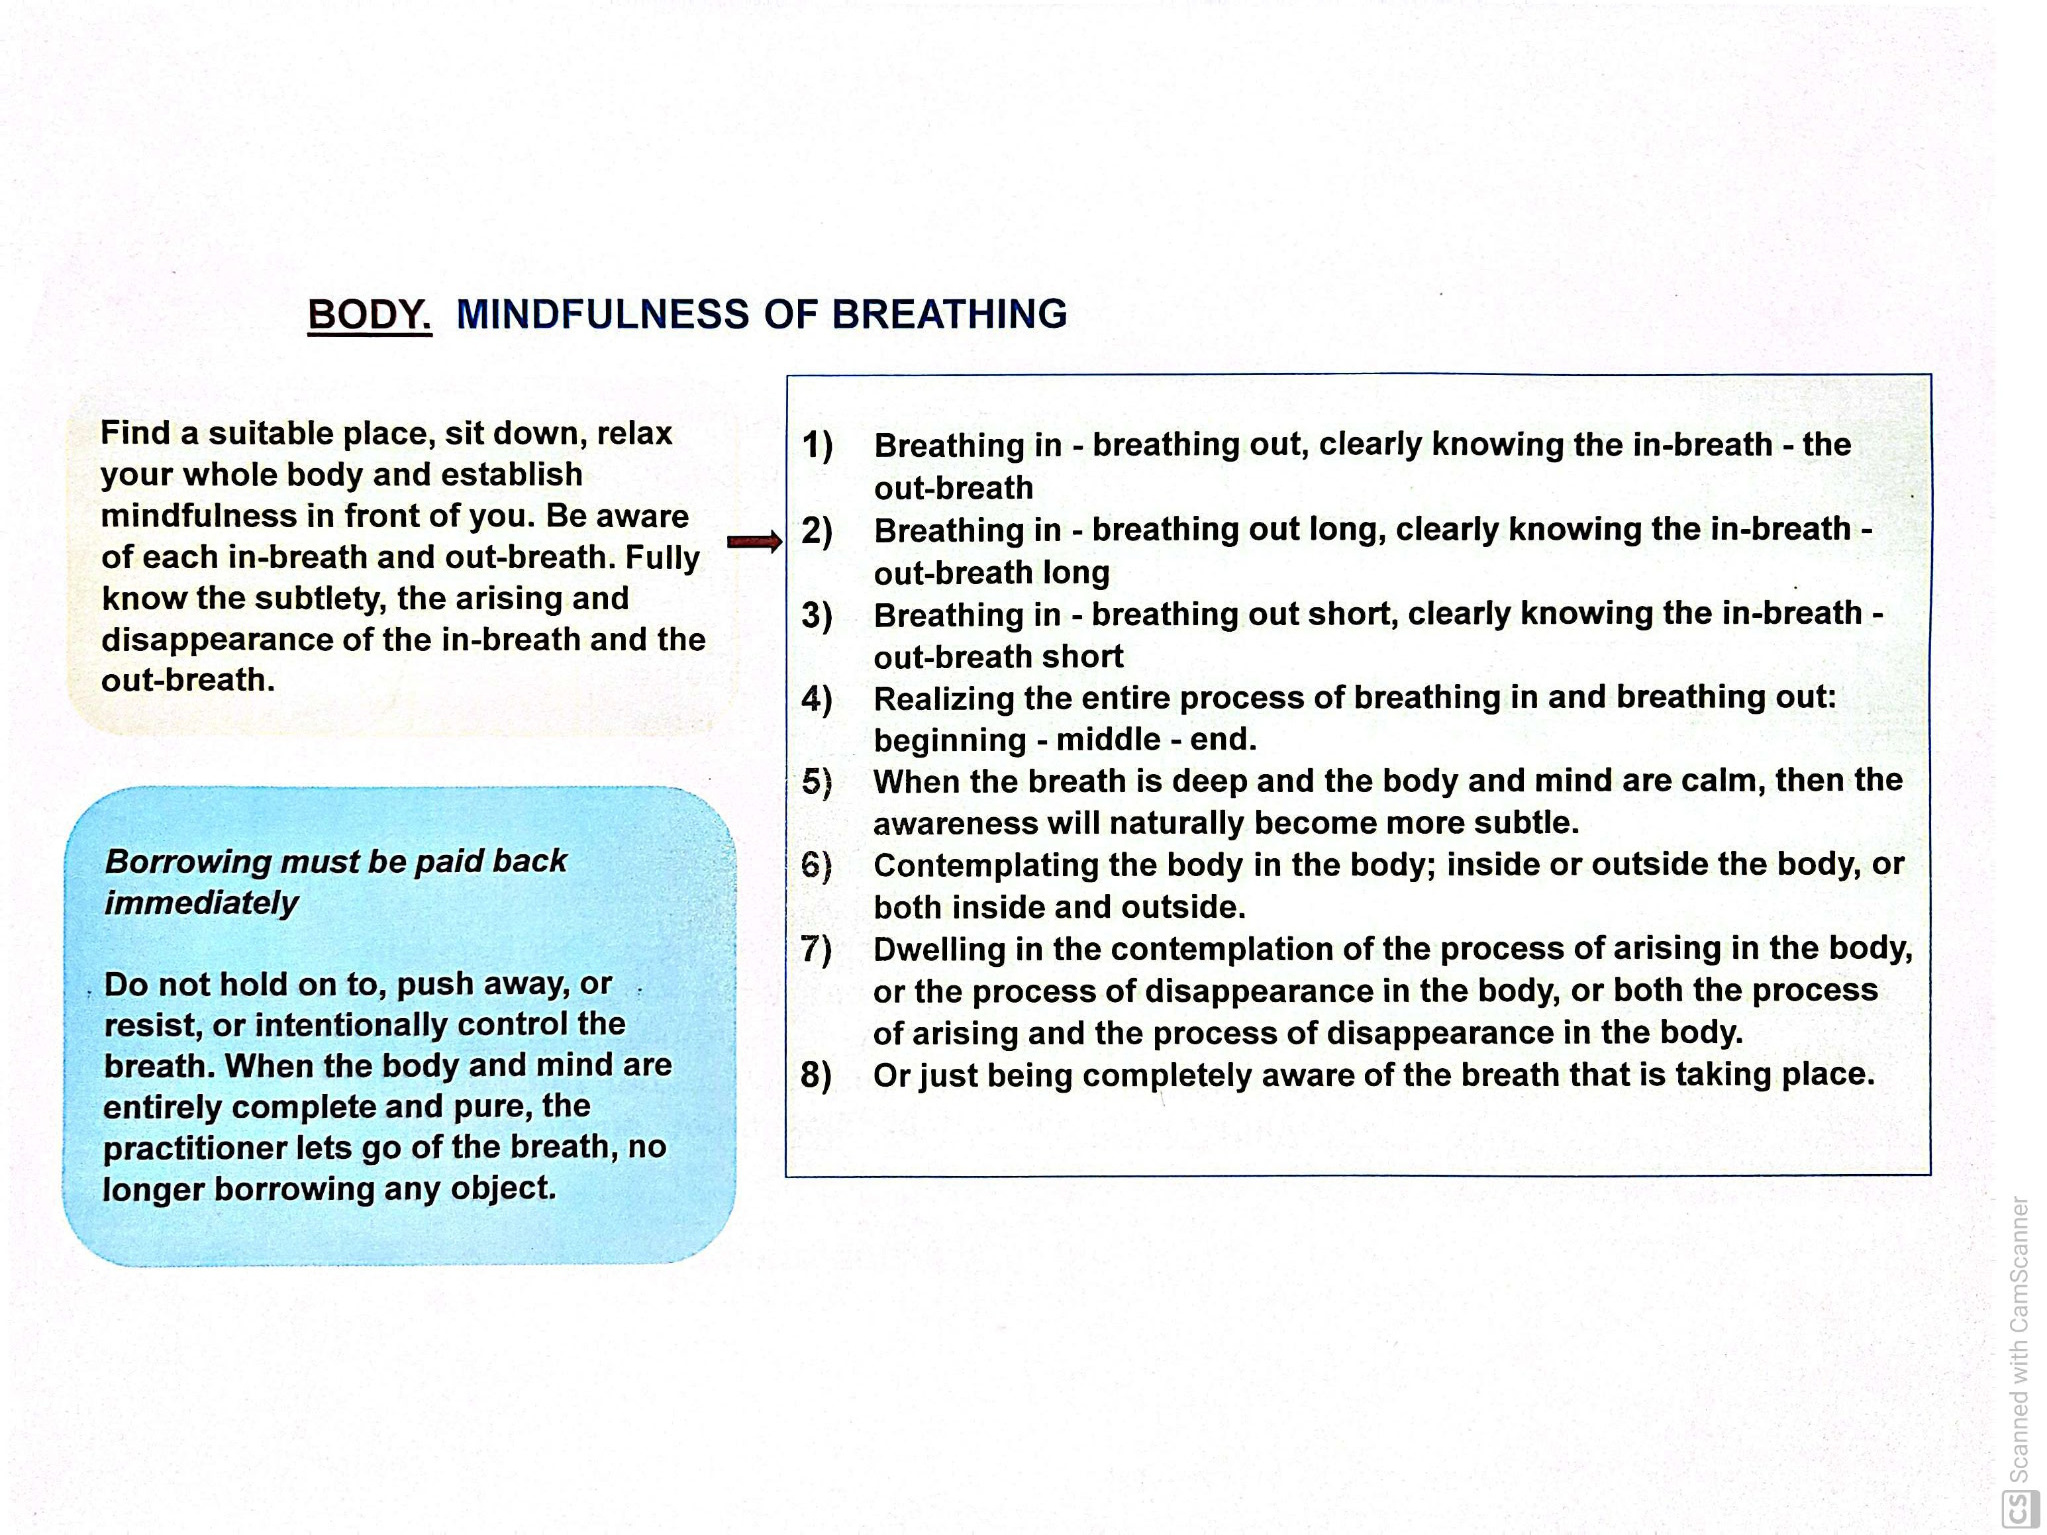 BODY. MINDFULNESS OF BREATHING
Find a suitable place, sit down, relax
your whole body and establish
mindfulness in front of you. Be aware
of each in-breath and out-breath. Fully
know the subtlety, the arising and
disappearance of the in-breath and the
out-breath.
Borrowing must be paid back
immediately
Do not hold on to, push away, or
resist, or intentionally control the
breath. When the body and mind are
entirely complete and pure, the
practitioner lets go of the breath, no
longer borrowing any object.
1) Breathing in - breathing out, clearly knowing the in-breath - the
out-breath
2) Breathing in - breathing out long, clearly knowing the in-breath -
out-breath long
3) Breathing in - breathing out short, clearly knowing the in-breath -
out-breath short
4) Realizing the entire process of breathing in and breathing out:
beginning - middle - end.
5) When the breath is deep and the body and mind are calm, then the
awareness will naturally become more subtle.
6) Contemplating the body in the body; inside or outside the body, or
both inside and outside.
7) Dwelling in the contemplation of the process of arising in the body,
or the process of disappearance in the body, or both the process
of arising and the process of disappearance in the body.
8) Or just being completely aware of the breath that is taking place.
CS Scanned with CamScanner